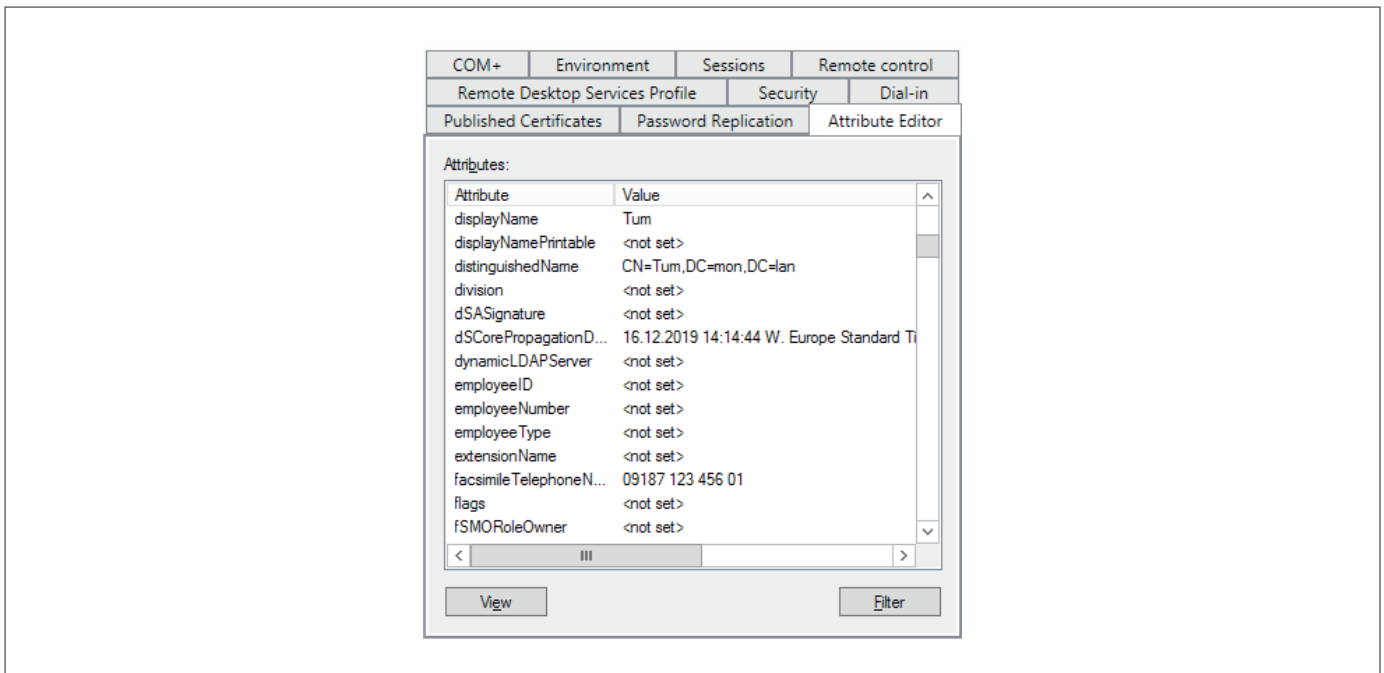 COM+ Environment Sessions Remote control
Remote Desktop Services Profile Security Dial-in
Published Certificates Password Replication Attribute Editor
Attributes:
Attribute Value
displayName Tum
displayNamePrintable <not set>
distinguishedName CN=Tum,DC=mon,DC=lan
division <not set>
dSASignature <not set>
dSCorePropagationD... 16.12.2019 14:14:44 W. Europe Standard Ti
dynamicLDAPServer <not set>
employeeID <not set>
employeeNumber <not set>
employeeType <not set>
extensionName <not set>
facsimileTelephoneN... 09187 123 456 01
flags <not set>
fSMORoleOwner <not set>
View Filter